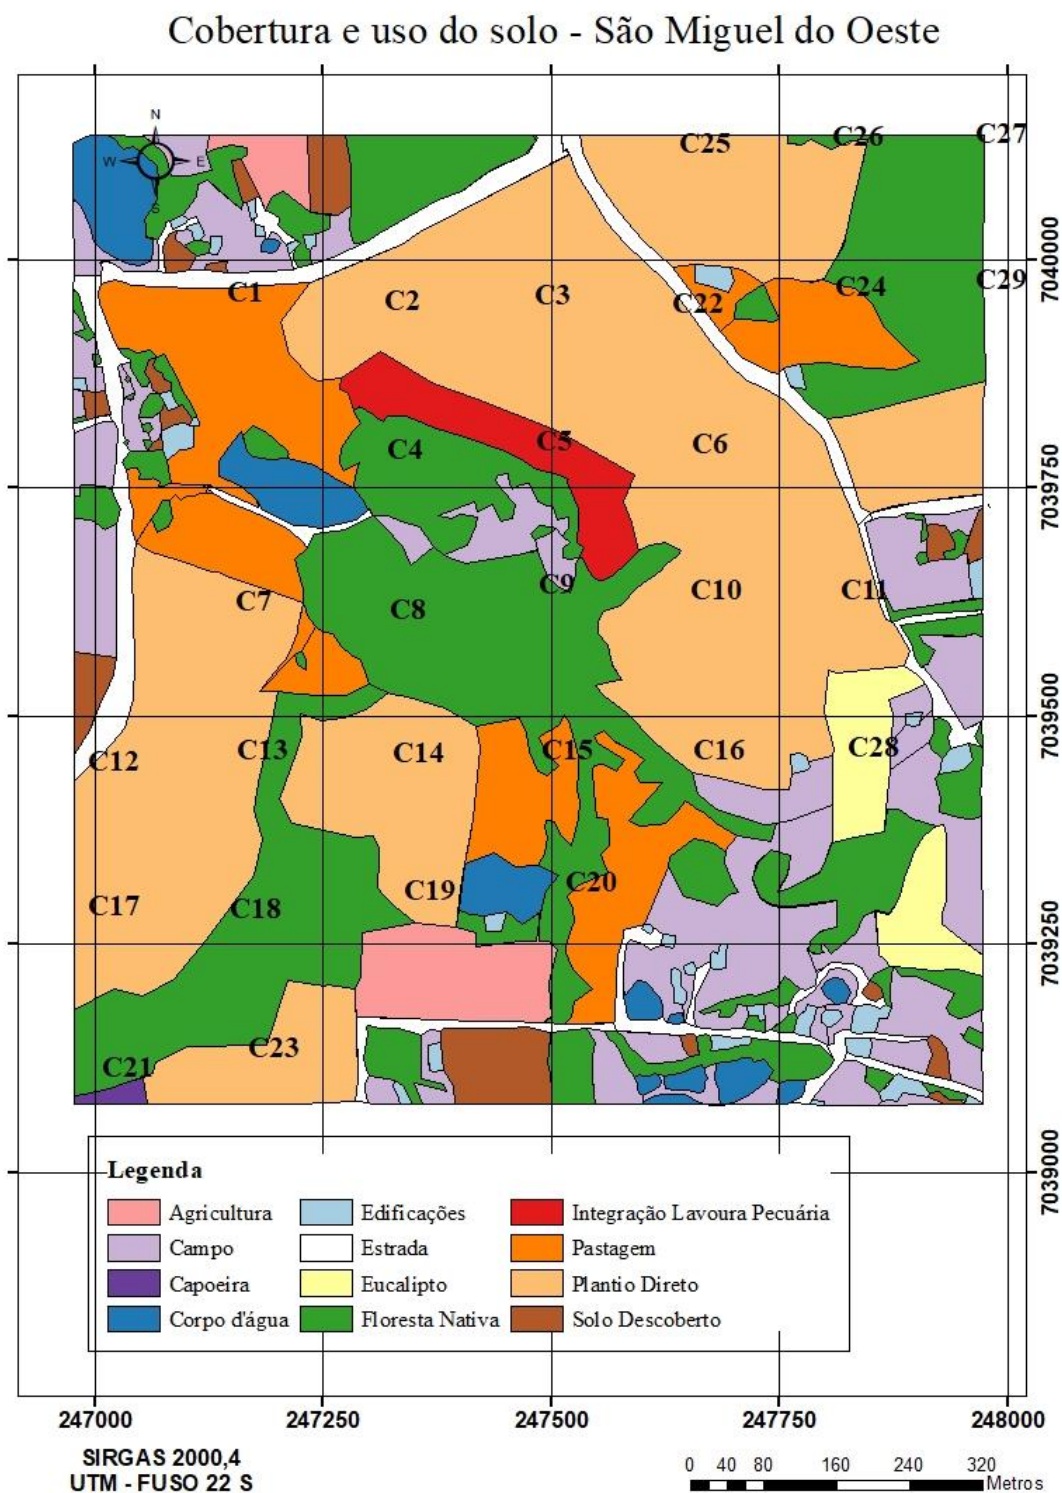 Cobertura e uso do solo - São Miguel do Oeste
N
W E
S
C25 C26 C27
C1 C2 C3 C22 C24 C29
C4 C5 C6
C7 C8 C9 C10 C11
C12 C13 C14 C15 C16 C28
C17 C18 C19 C20
C21 C23
7040000
7039750
7039500
7039250
7039000
Legenda
Agricultura Edificações Integração Lavoura Pecuária
Campo Estrada Pastagem
Capoeira Eucalipto Plantio Direto
Corpo d'água Floresta Nativa Solo Descoberto
247000 247250 247500 247750 248000
SIRGAS 2000,4
UTM - FUSO 22 S
0 40 80 160 240 320
Metros